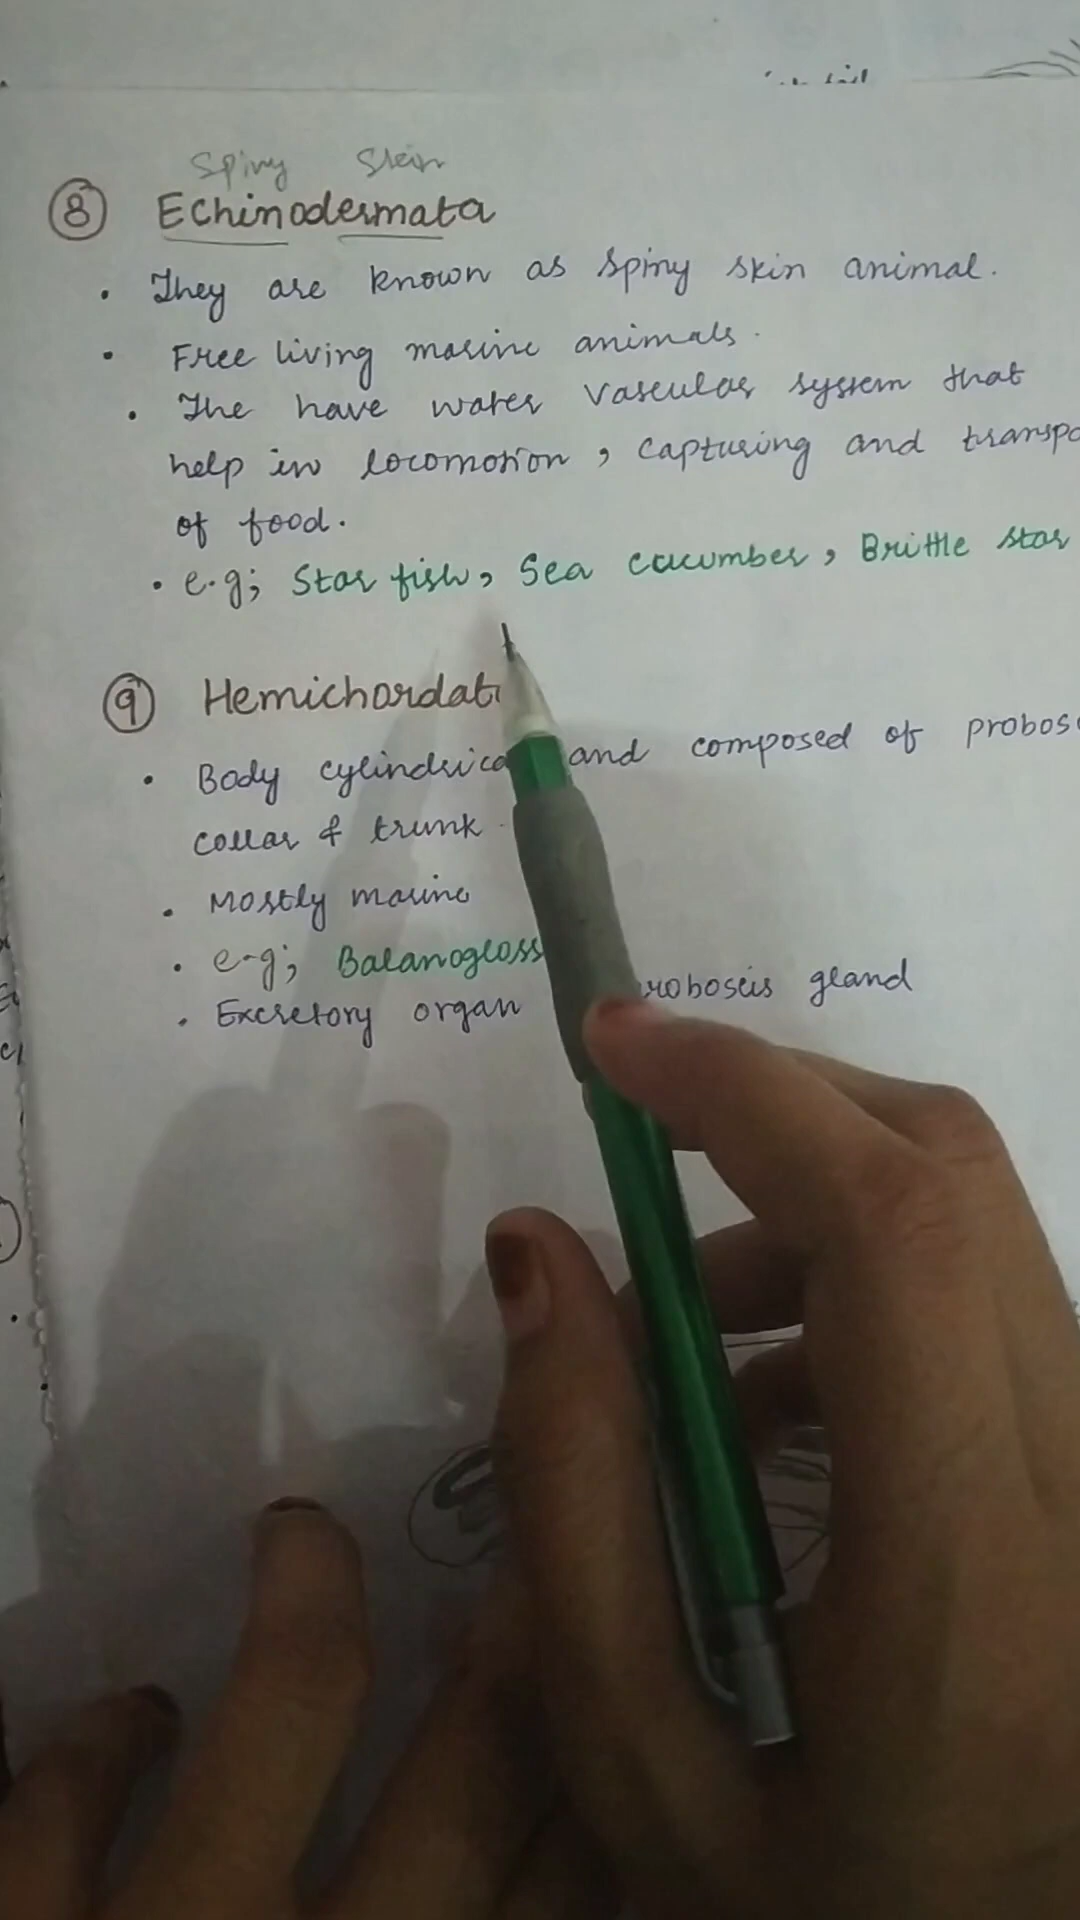 Spiny Skin
⑧ Echinodermata
• They are known as spiny skin animal.
• Free living marine animals.
• The have water vascular system that
help in locomotion, capturing and transpo
of food.
• e.g; Star fish, Sea cucumber, Brittle star
⑨ Hemichordat
• Body cylindrica and composed of probos
collar & trunk.
• Mostly marine
• e-g; Balanogloss
• Excretory organ roboscis gland